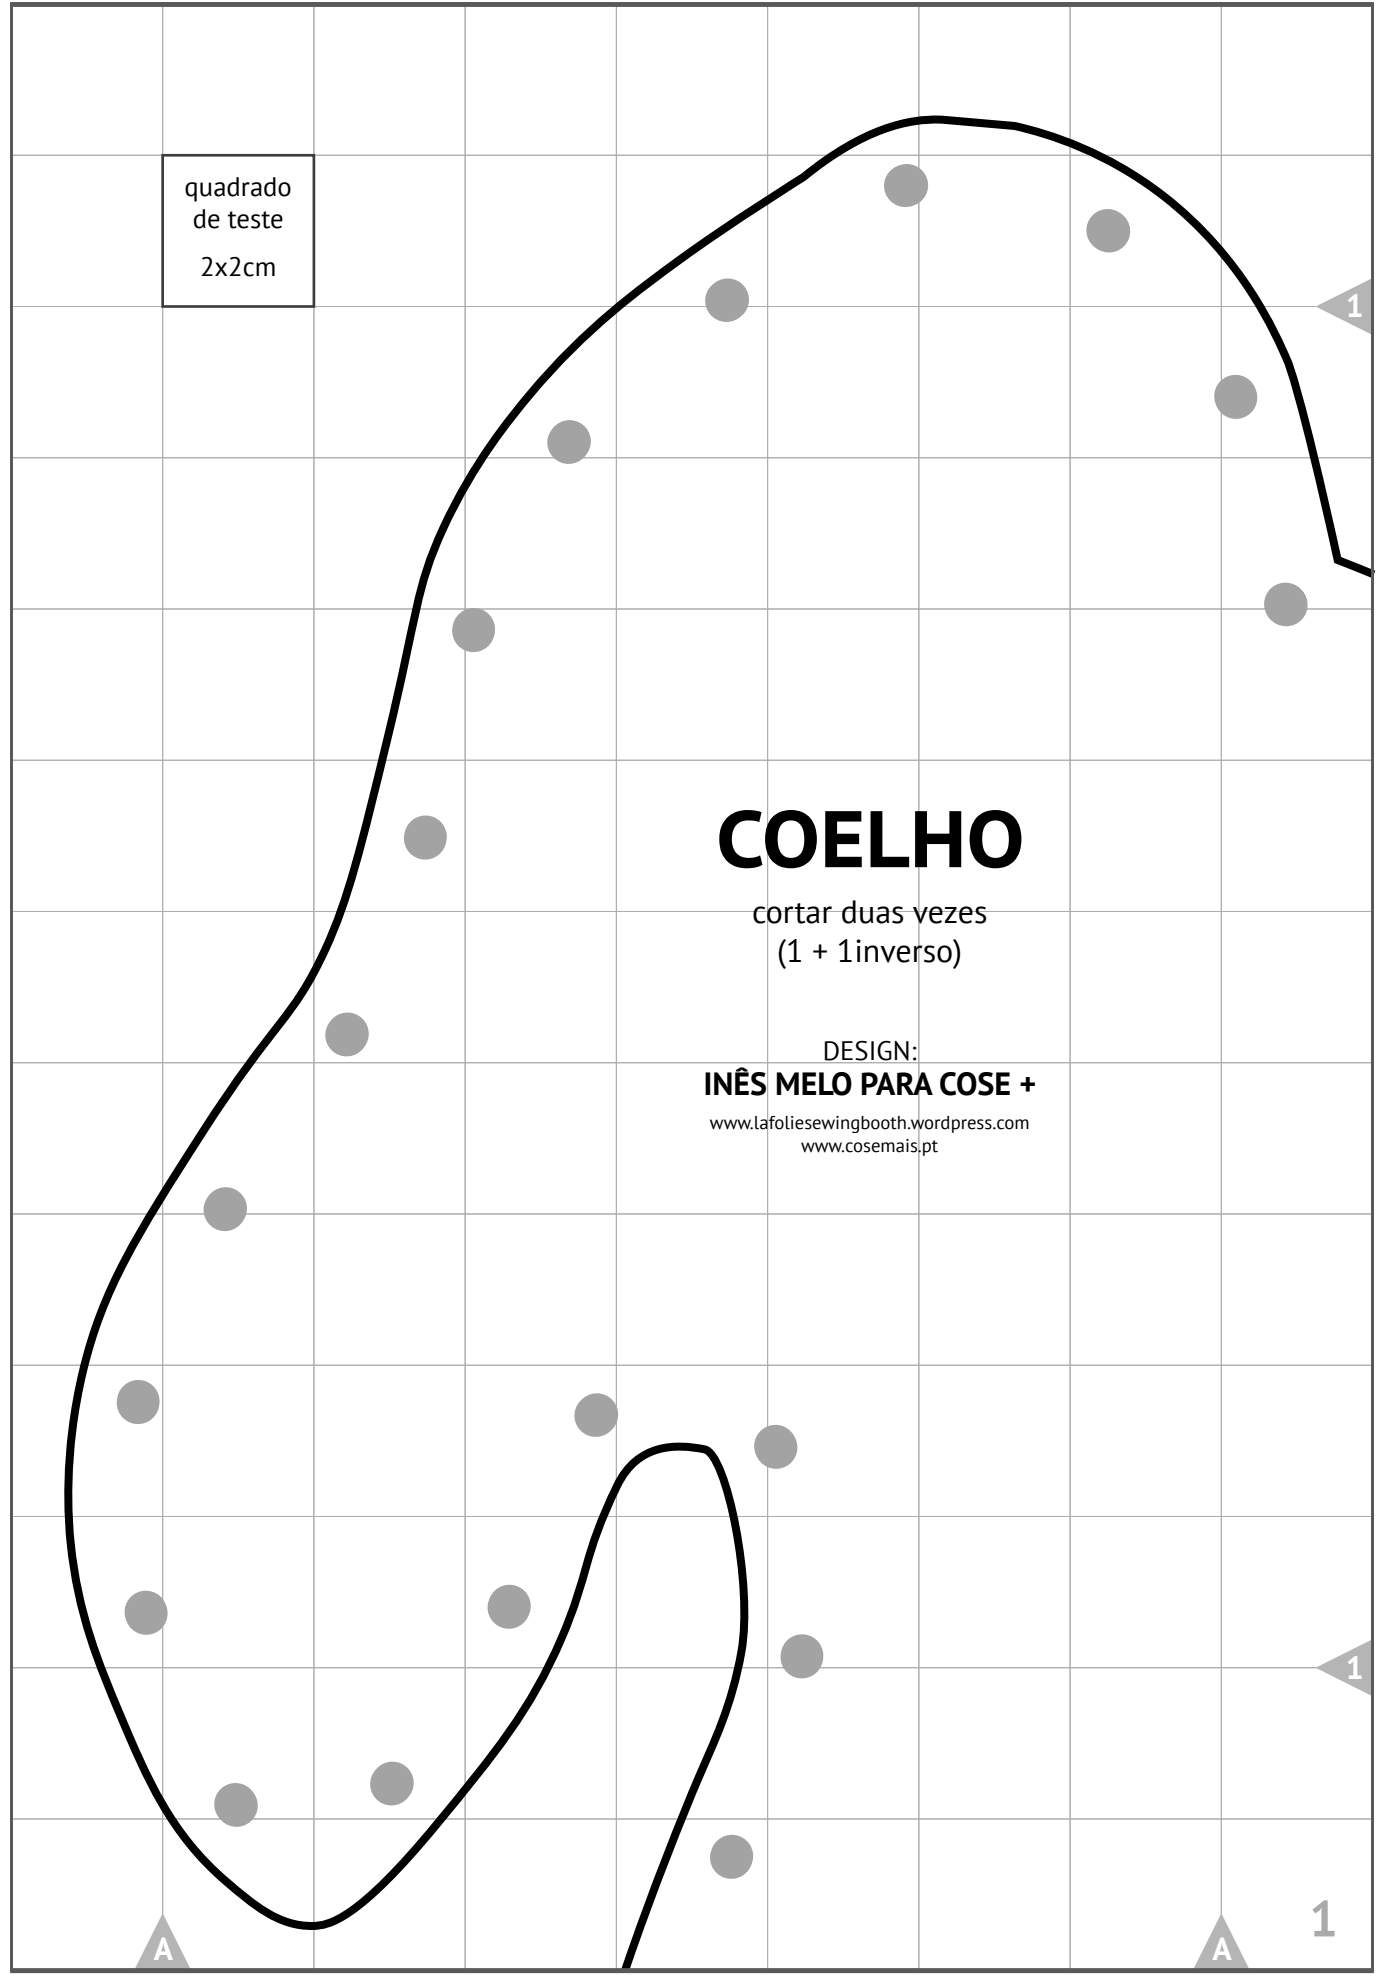 quadrado
de teste
2x2cm
1
COELHO
cortar duas vezes
(1 + 1inverso)
DESIGN:
INÊS MELO PARA COSE +
www.lafoliesewingbooth.wordpress.com
www.cosemais.pt
1
A
A
1